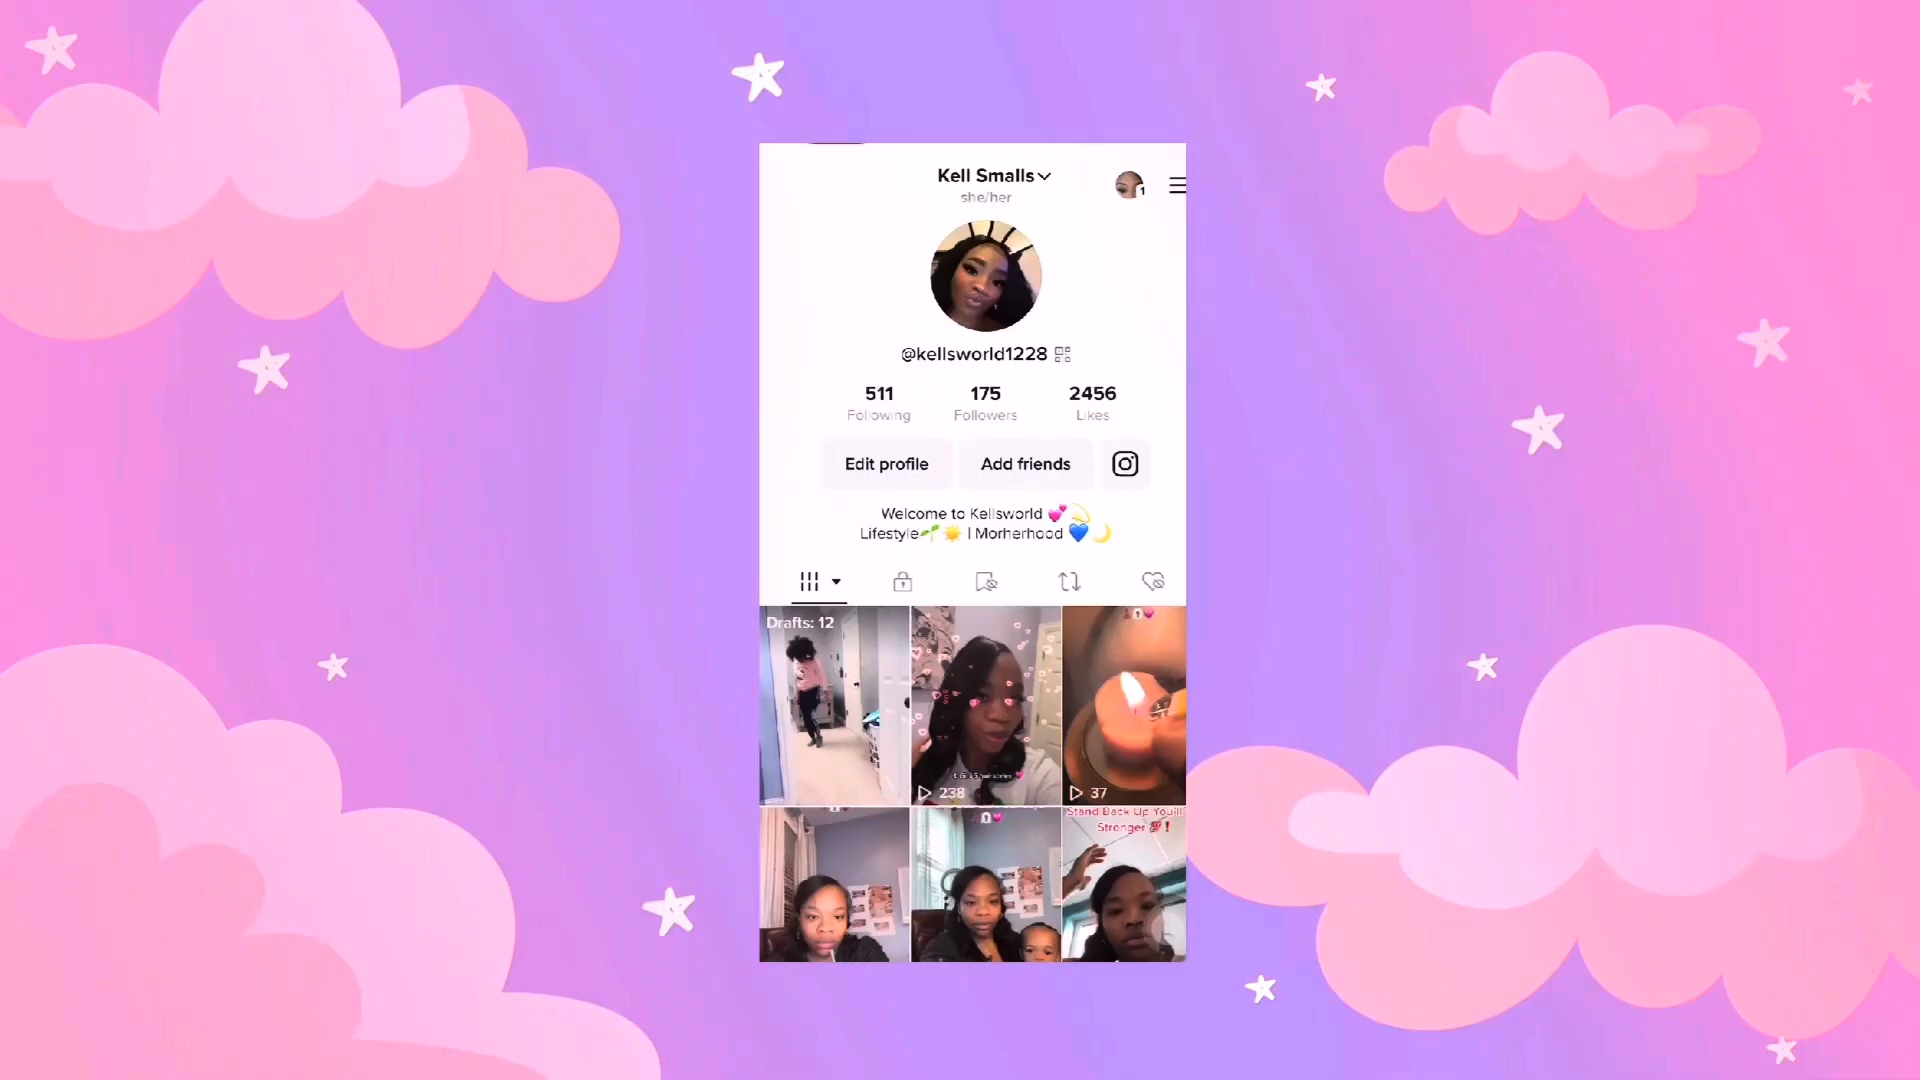 Kell Smalls
she/her
1
@kellsworld1228
511 175 2456
Following Followers Likes
Edit profile Add friends
Welcome to Kellsworld 💕💫
Lifestyle🌱☀️ | Morherhood 💙🌙
Drafts: 12
238
37
Stand Back Up You'll
Stronger 💯❗